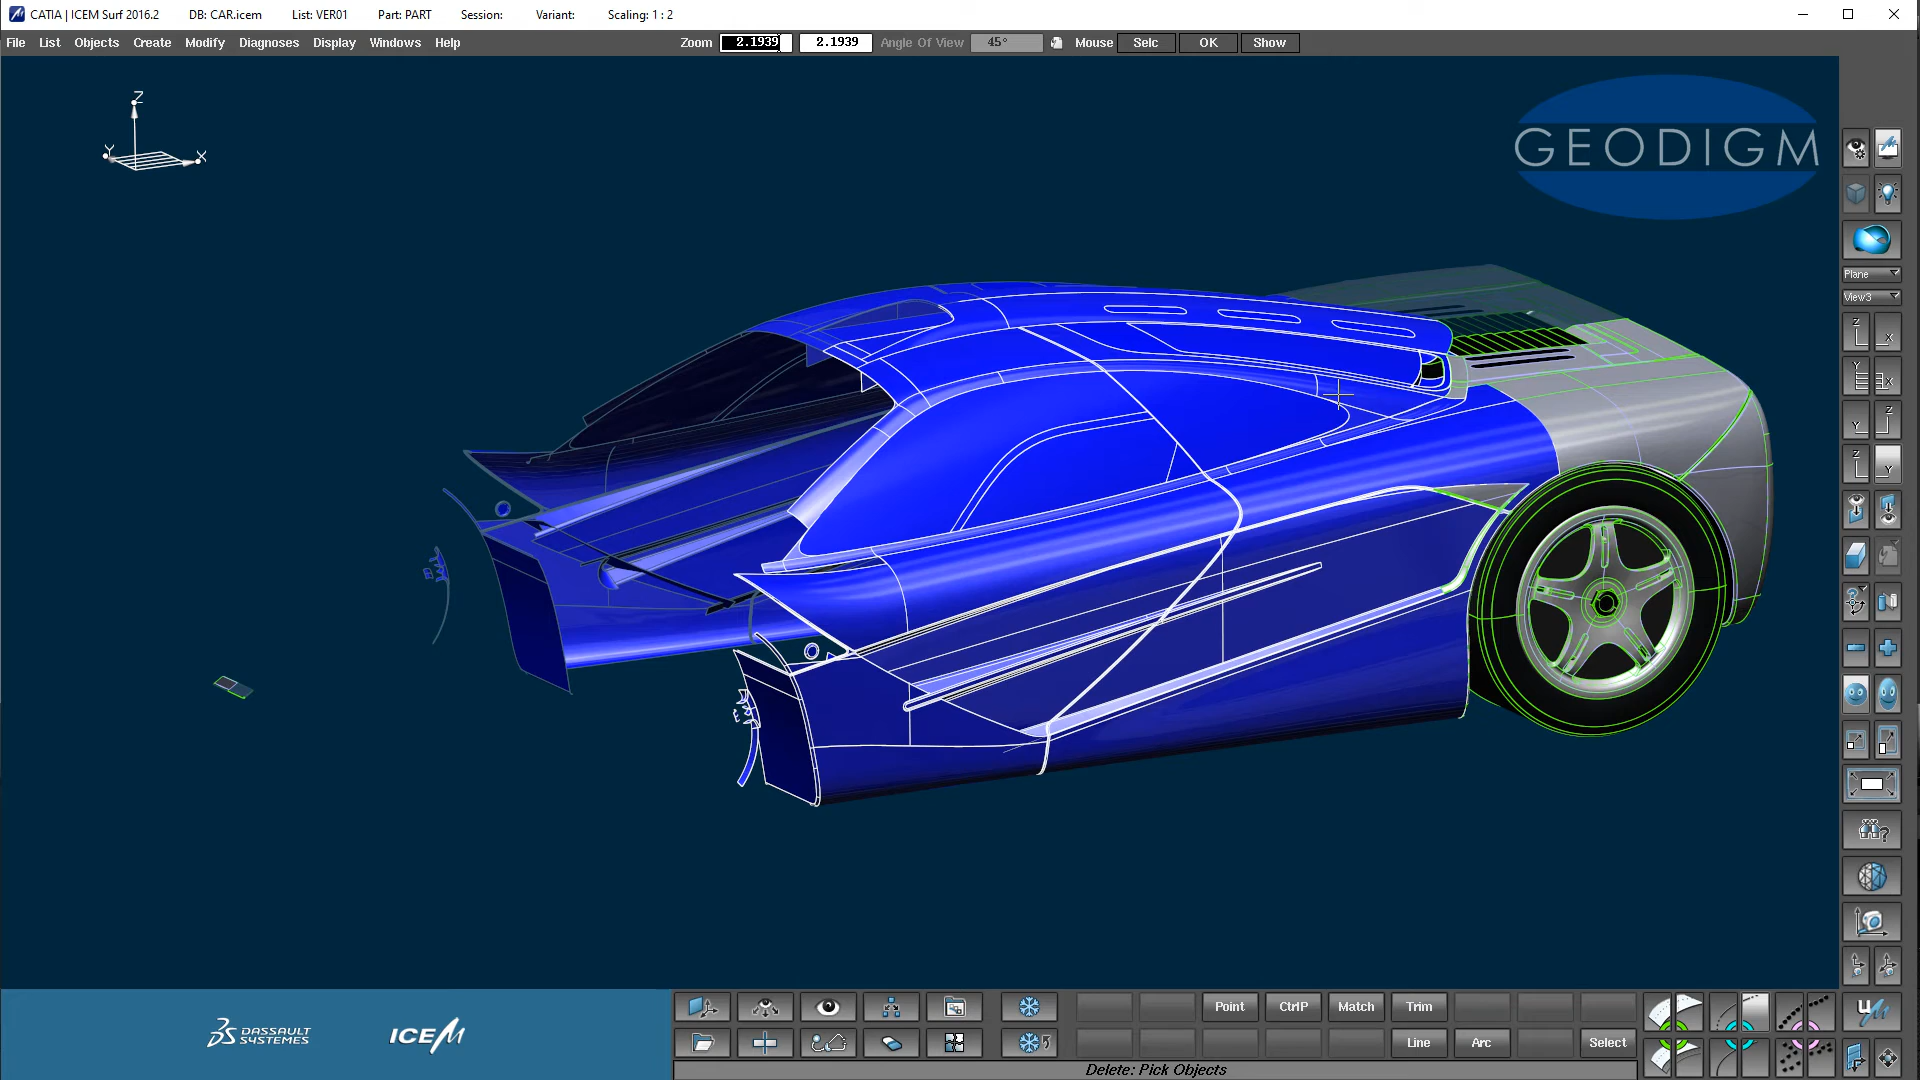 CATIA | ICEM Surf 2016.2 DB: CAR.icem List: VER01 Part: PART Session: Variant: Scaling: 1 : 2
File List Objects Create Modify Diagnoses Display Windows Help Zoom 2.1939 2.1939 Angle Of View 45° Mouse Selc OK Show
Z
Y X
GEODIGM
Plane
View3
Z X
Y X
Y Z
Z Y
?
Point CtrlP Match Trim
DASSAULT SYSTEMES
ICEM
Line Arc Select
Delete: Pick Objects